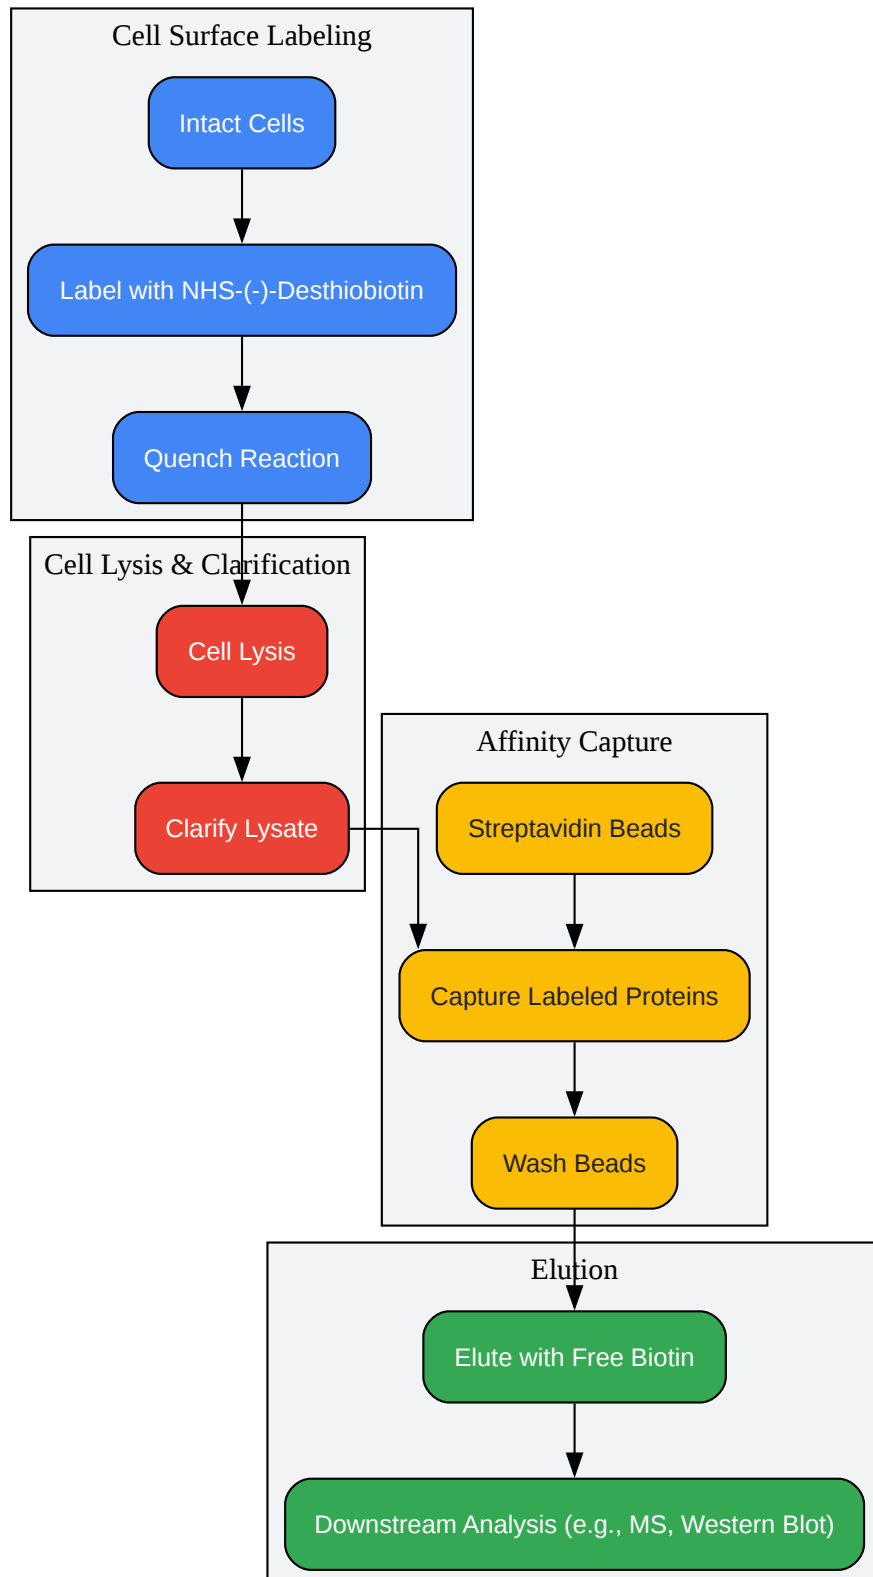 Cell Surface Labeling
Intact Cells
Label with NHS-(-)-Desthiobiotin
Quench Reaction
Cell Lysis & Clarification
Cell Lysis
Clarify Lysate
Affinity Capture
Streptavidin Beads
Capture Labeled Proteins
Wash Beads
Elution
Elute with Free Biotin
Downstream Analysis (e.g., MS, Western Blot)